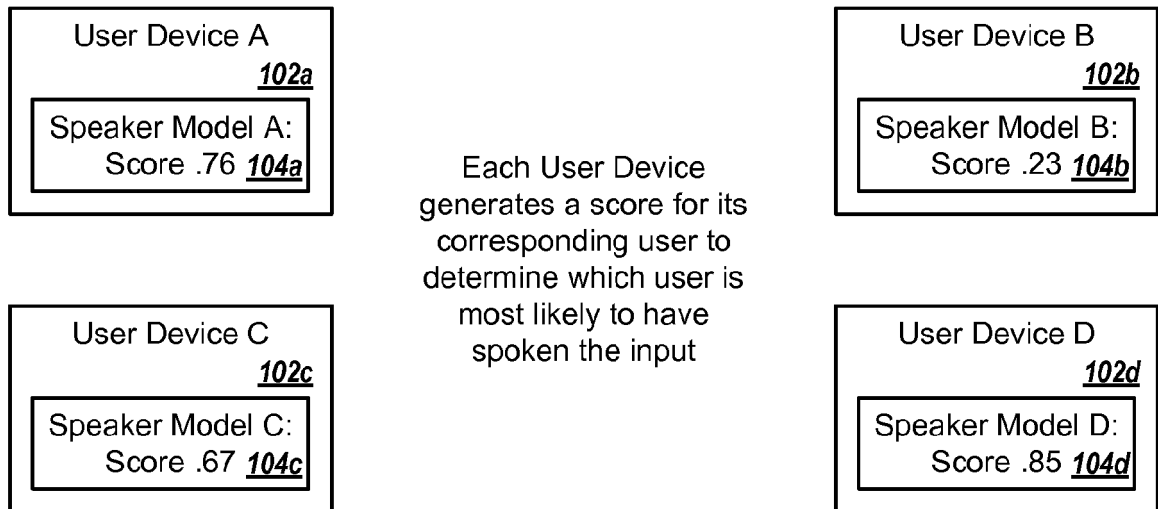 User Device A
102a
Speaker Model A:
Score .76 104a
User Device B
102b
Speaker Model B:
Score .23 104b
Each User Device
generates a score for its
corresponding user to
determine which user is
most likely to have
spoken the input
User Device C
102c
Speaker Model C:
Score .67 104c
User Device D
102d
Speaker Model D:
Score .85 104d